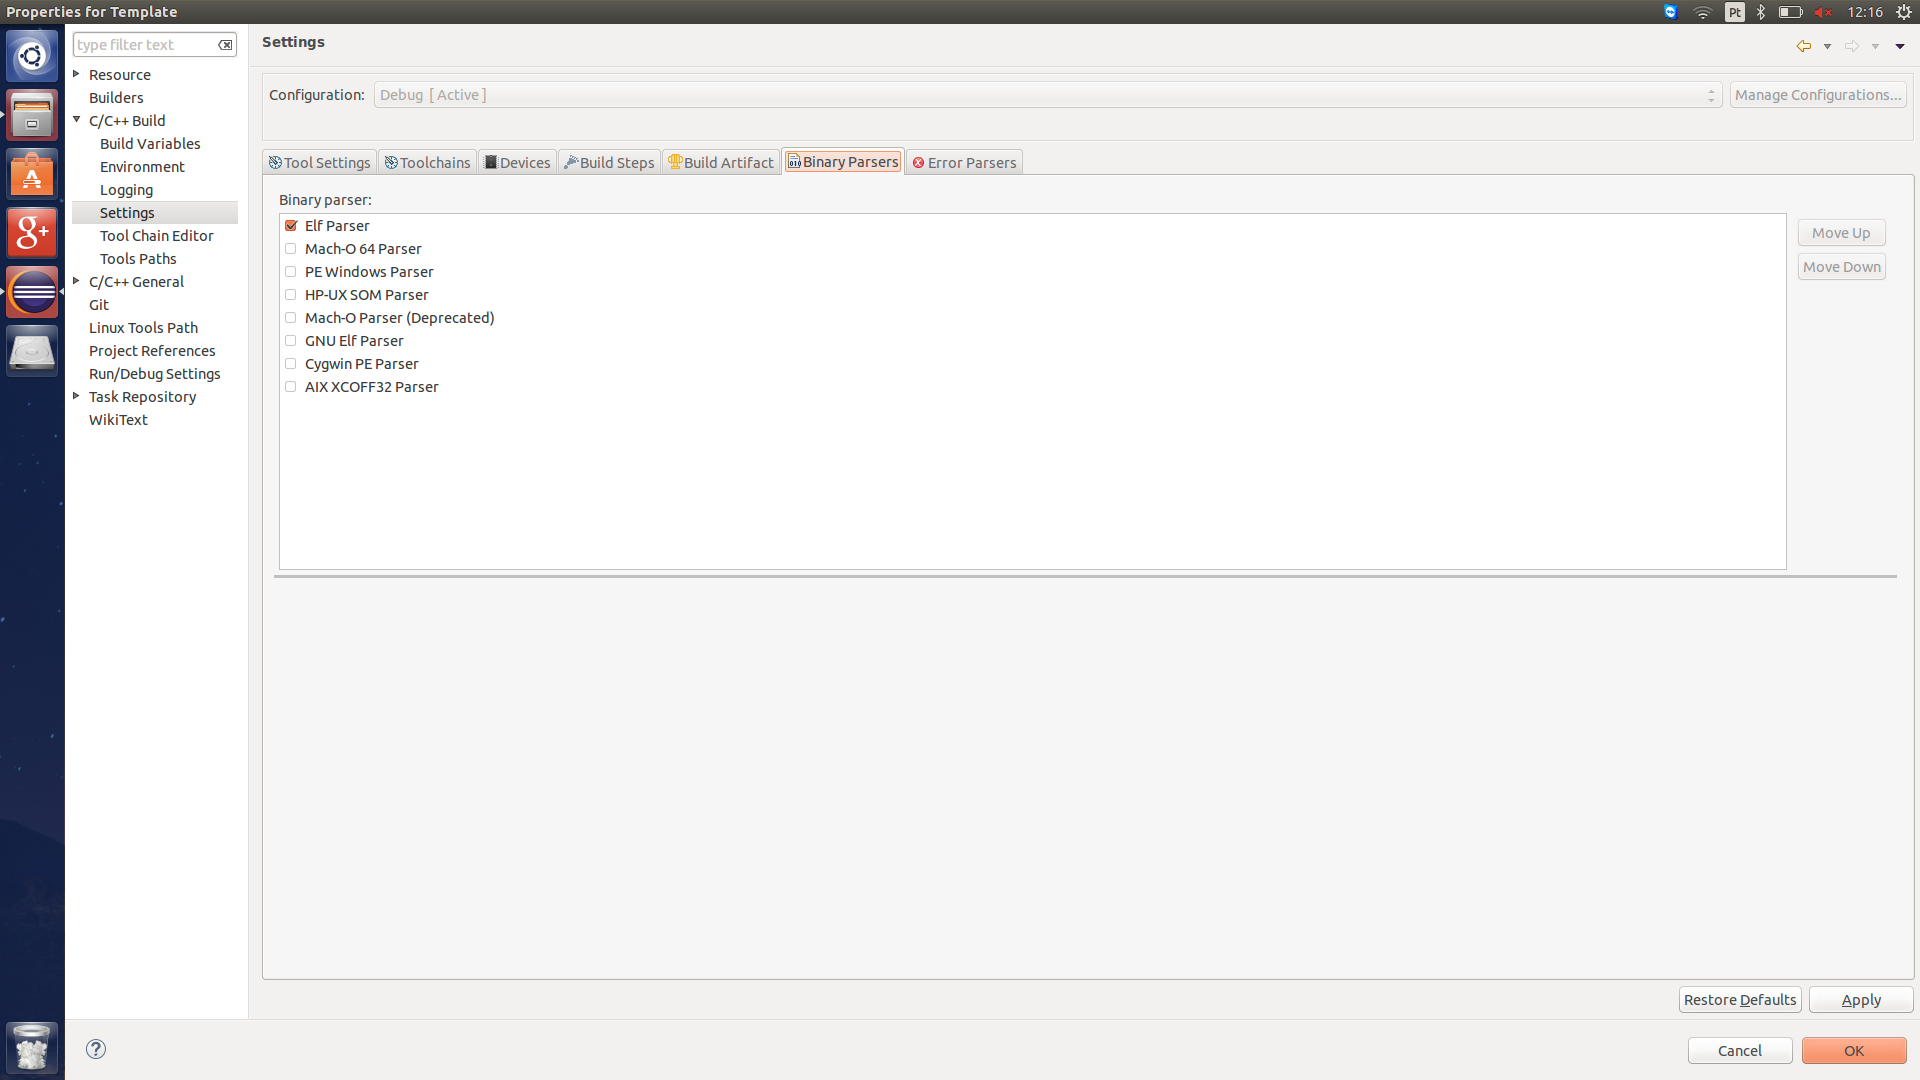 Properties for Template
Pt
12:16
type filter text
Resource
Builders
C/C++ Build
Build Variables
Environment
Logging
Settings
Tool Chain Editor
Tools Paths
C/C++ General
Git
Linux Tools Path
Project References
Run/Debug Settings
Task Repository
WikiText
Settings
Configuration: Debug [ Active ] Manage Configurations...
Tool Settings Toolchains Devices Build Steps Build Artifact Binary Parsers Error Parsers
Binary parser:
Elf Parser
Mach-O 64 Parser
PE Windows Parser
HP-UX SOM Parser
Mach-O Parser (Deprecated)
GNU Elf Parser
Cygwin PE Parser
AIX XCOFF32 Parser
Move Up
Move Down
Restore Defaults Apply
Cancel OK